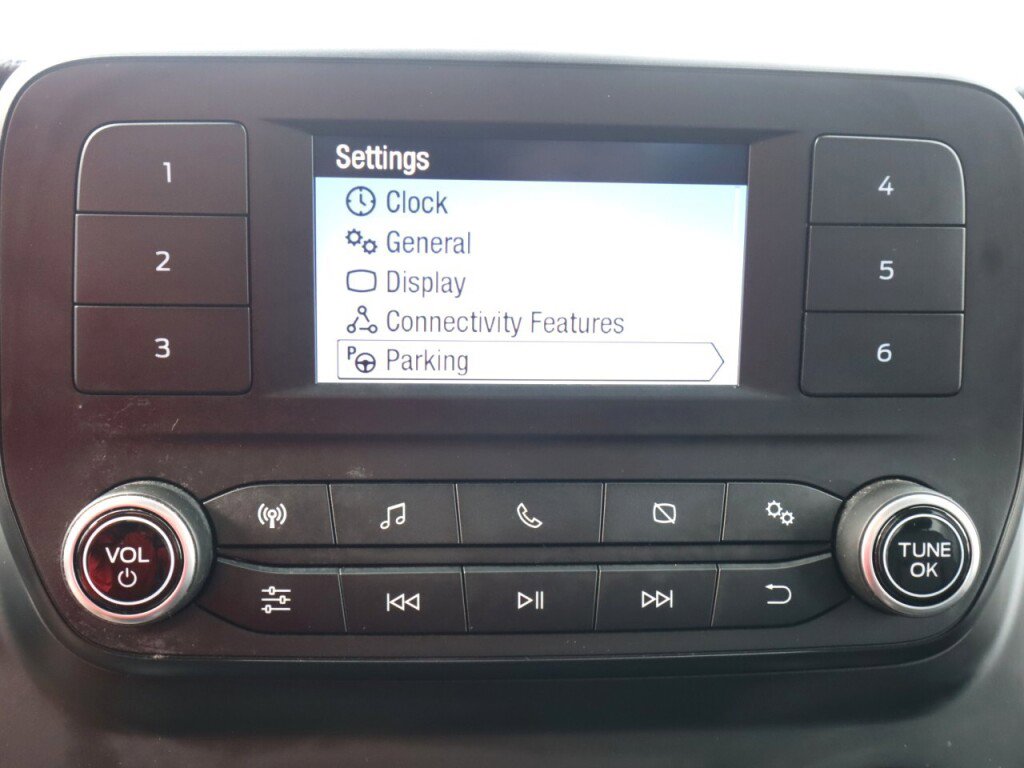 Settings
Clock
General
Display
Connectivity Features
P Parking
1
2
3
4
5
6
VOL
TUNE
OK